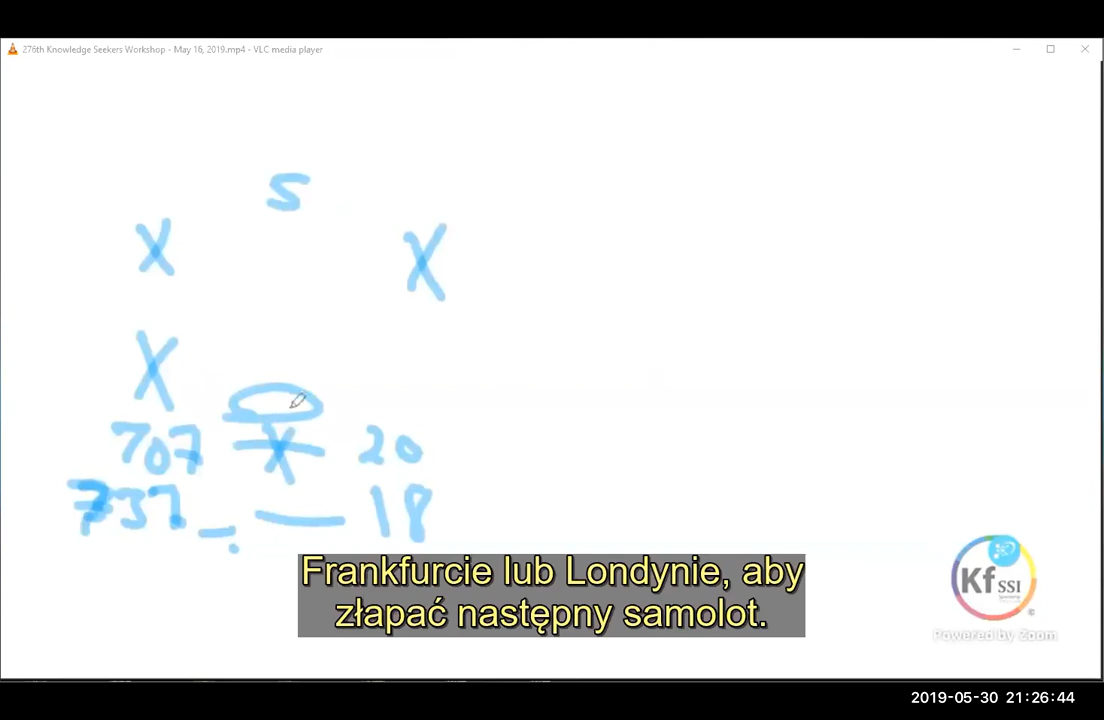 276th Knowledge Seekers Workshop - May 16, 2019.mp4 - VLC media player
S
X X
X
707 X 20
737 18
Frankfurcie lub Londynie, aby
złapać następny samolot.
Kf SSI
©
Powered by Zoom
2019-05-30 21:26:44